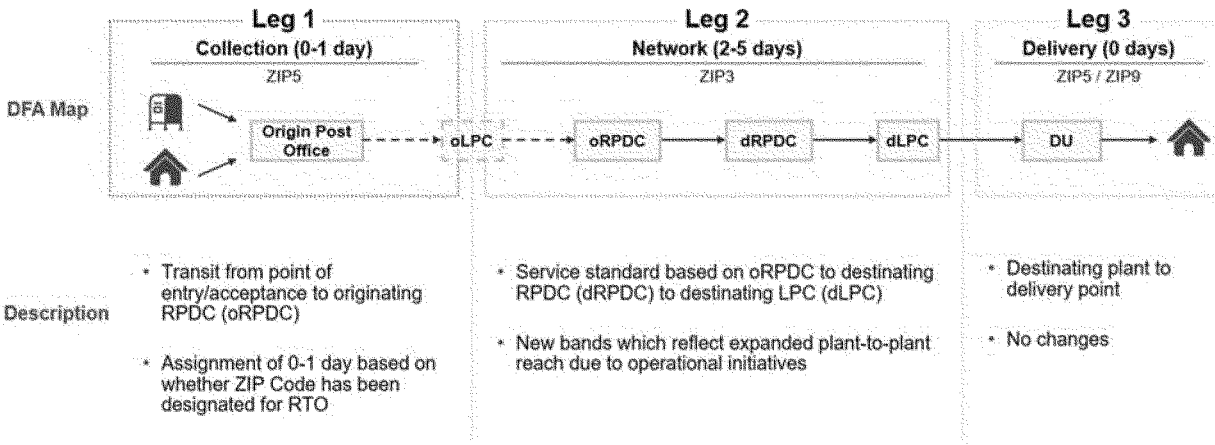 Leg 1
Collection (0-1 day)
ZIP5
Leg 2
Network (2-5 days)
ZIP3
Leg 3
Delivery (0 days)
ZIP5 / ZIP9
DFA Map
Origin Post
Office
oLPC
oRPDC
dRPDC
dLPC
DU
Description
• Transit from point of
entry/acceptance to originating
RPDC (oRPDC)
• Assignment of 0-1 day based on
whether ZIP Code has been
designated for RTO
• Service standard based on oRPDC to destinating
RPDC (dRPDC) to destinating LPC (dLPC)
• New bands which reflect expanded plant-to-plant
reach due to operational initiatives
• Destinating plant to
delivery point
• No changes